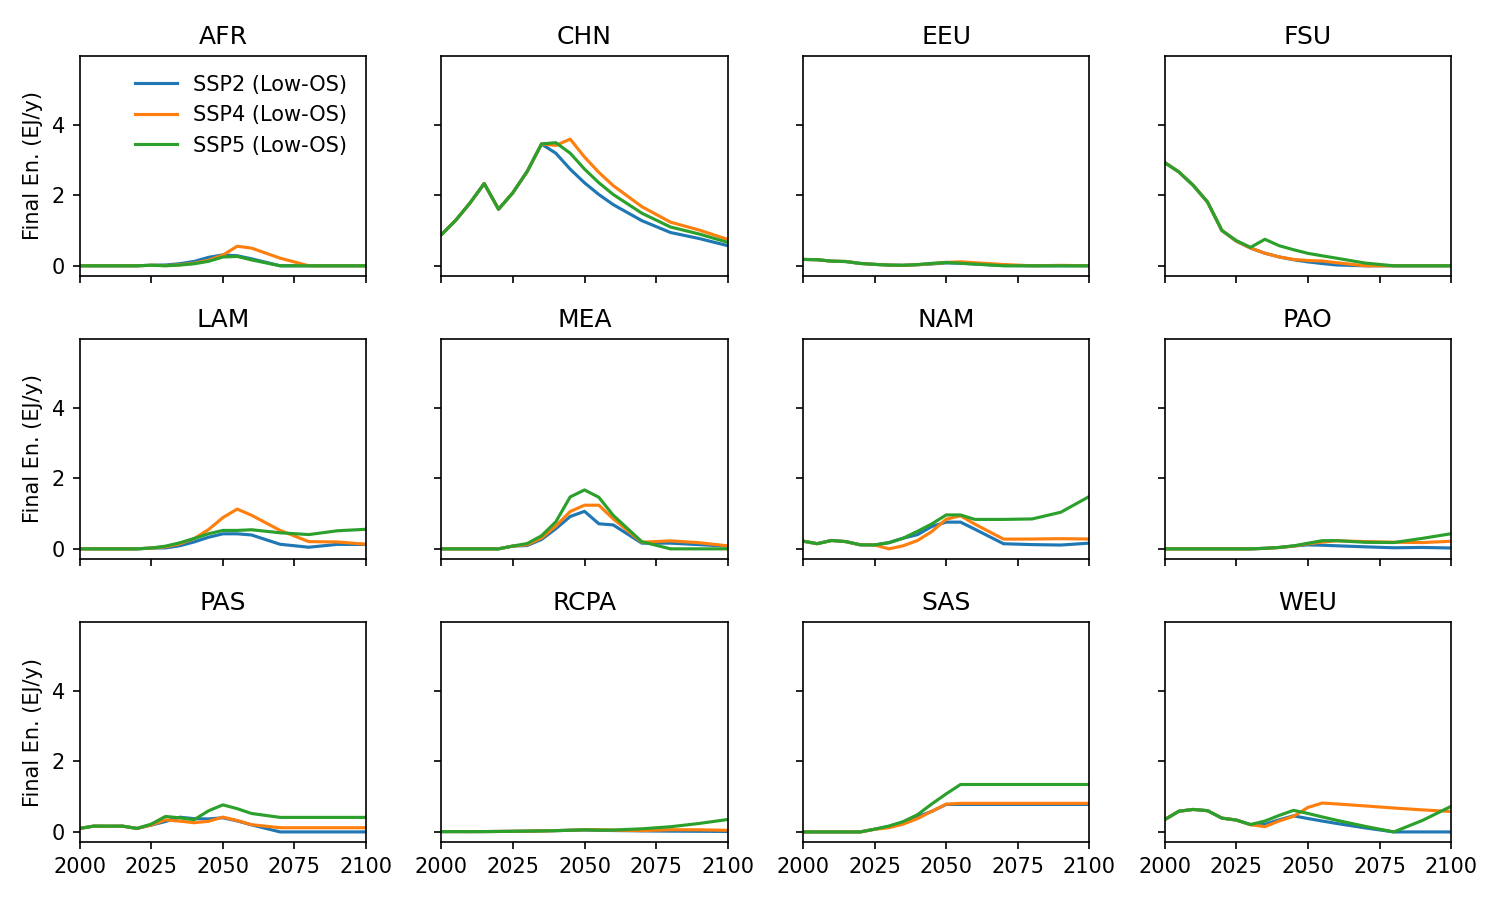 AFR
CHN
EEU
FSU
Final En. (EJ/y)
4
2
0
SSP2 (Low-OS)
SSP4 (Low-OS)
SSP5 (Low-OS)
LAM
MEA
NAM
PAO
Final En. (EJ/y)
4
2
0
PAS
RCPA
SAS
WEU
Final En. (EJ/y)
4
2
0
2000 2025 2050 2075 2100
2000 2025 2050 2075 2100
2000 2025 2050 2075 2100
2000 2025 2050 2075 2100